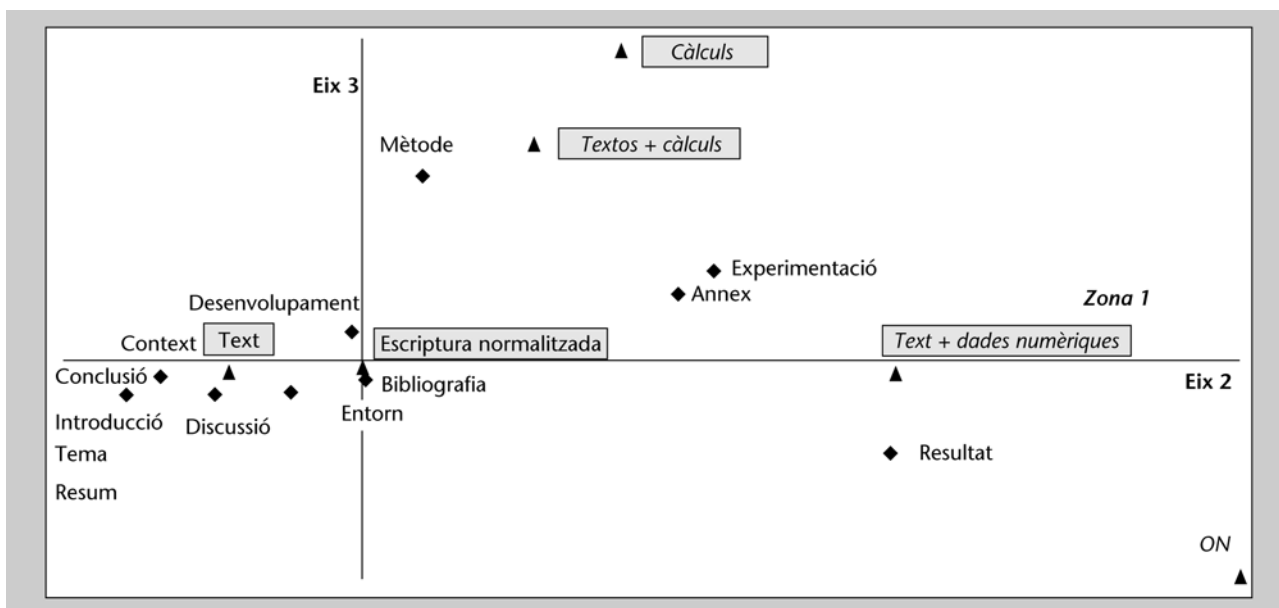 Càlculs
Eix 3
Mètode
Textos + càlculs
Experimentació
Annex
Zona 1
Desenvolupament
Context
Text
Escriptura normalitzada
Text + dades numèriques
Conclusió
Bibliografia
Eix 2
Introducció
Discussió
Entorn
Tema
Resultat
Resum
ON